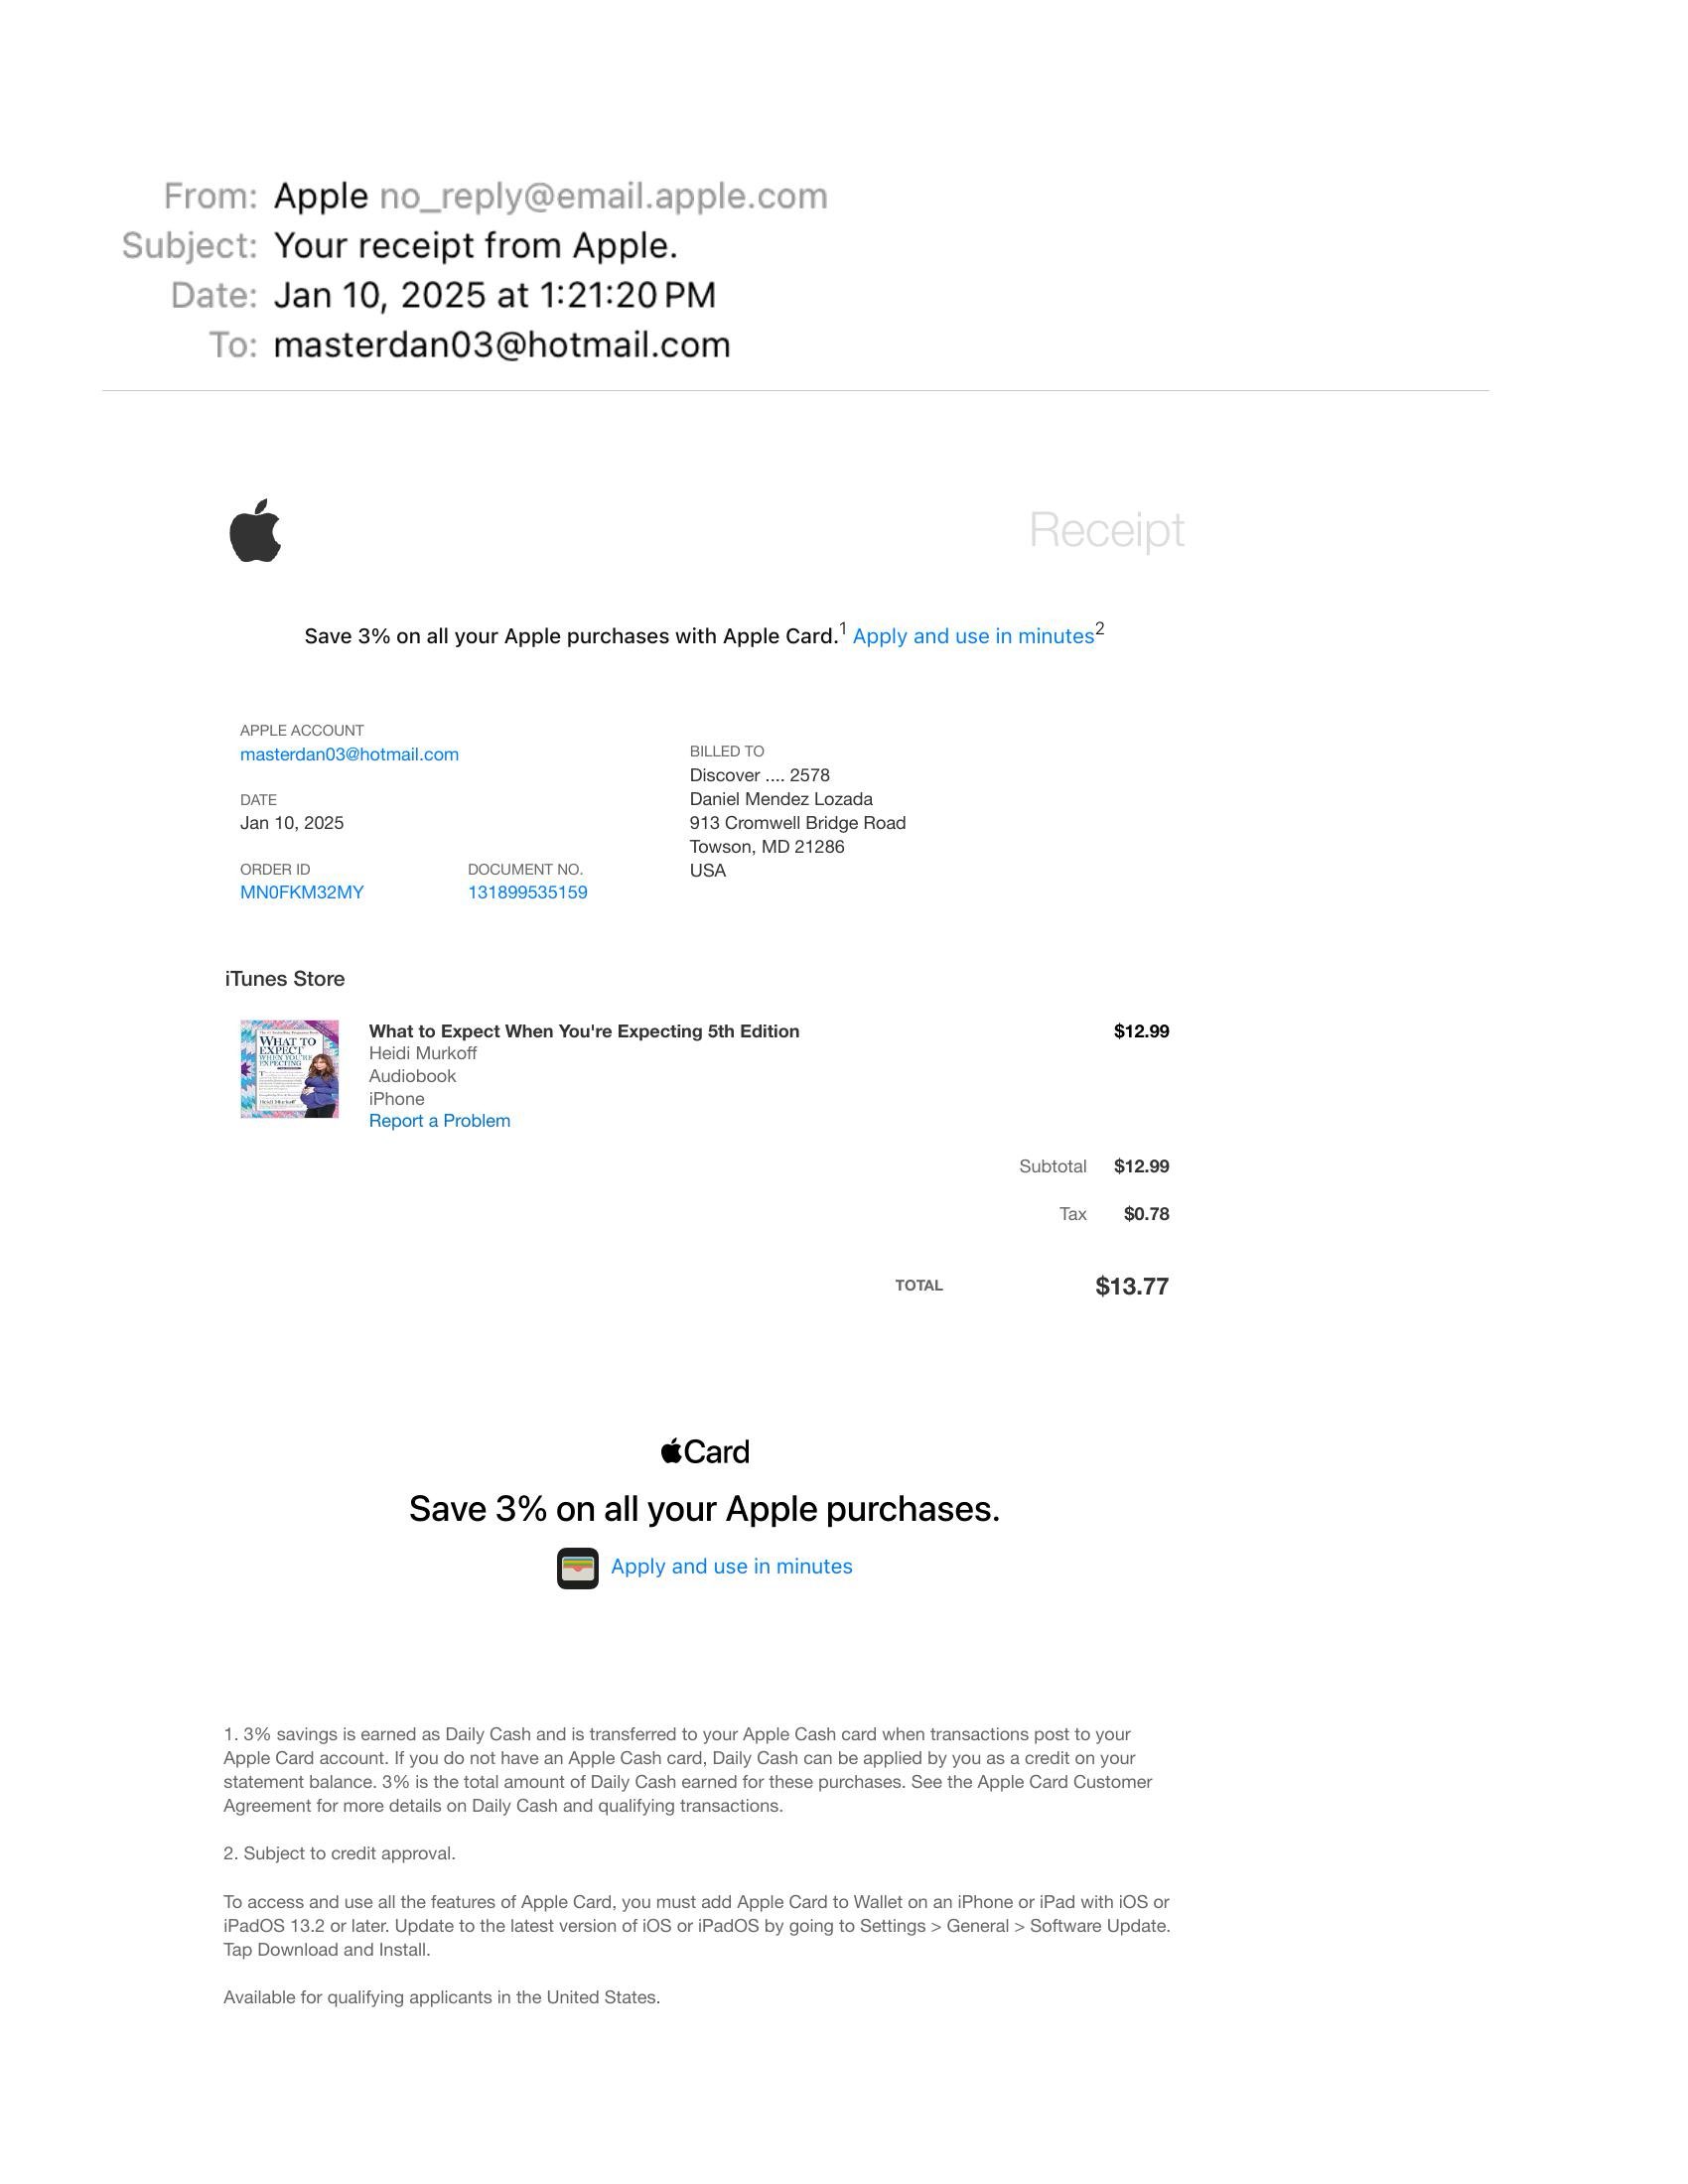 From: Apple no_reply@email.apple.com
Subject: Your receipt from Apple.
Date: Jan 10, 2025 at 1:21:20 PM
To: masterdan03@hotmail.com
Receipt
Save 3% on all your Apple purchases with Apple Card.1 Apply and use in minutes2
APPLE ACCOUNT
masterdan03@hotmail.com
DATE
Jan 10, 2025
ORDER ID
MN0FKM32MY
DOCUMENT NO.
131899535159
BILLED TO
Discover .... 2578
Daniel Mendez Lozada
913 Cromwell Bridge Road
Towson, MD 21286
USA
iTunes Store
WHAT TO
EXPECT
WHEN YOU'RE
EXPECTING
Heidi Murkoff
What to Expect When You're Expecting 5th Edition $12.99
Heidi Murkoff
Audiobook
iPhone
Report a Problem
Subtotal $12.99
Tax $0.78
TOTAL $13.77
Card
Save 3% on all your Apple purchases.
Apply and use in minutes
1. 3% savings is earned as Daily Cash and is transferred to your Apple Cash card when transactions post to your
Apple Card account. If you do not have an Apple Cash card, Daily Cash can be applied by you as a credit on your
statement balance. 3% is the total amount of Daily Cash earned for these purchases. See the Apple Card Customer
Agreement for more details on Daily Cash and qualifying transactions.
2. Subject to credit approval.
To access and use all the features of Apple Card, you must add Apple Card to Wallet on an iPhone or iPad with iOS or
iPadOS 13.2 or later. Update to the latest version of iOS or iPadOS by going to Settings > General > Software Update.
Tap Download and Install.
Available for qualifying applicants in the United States.